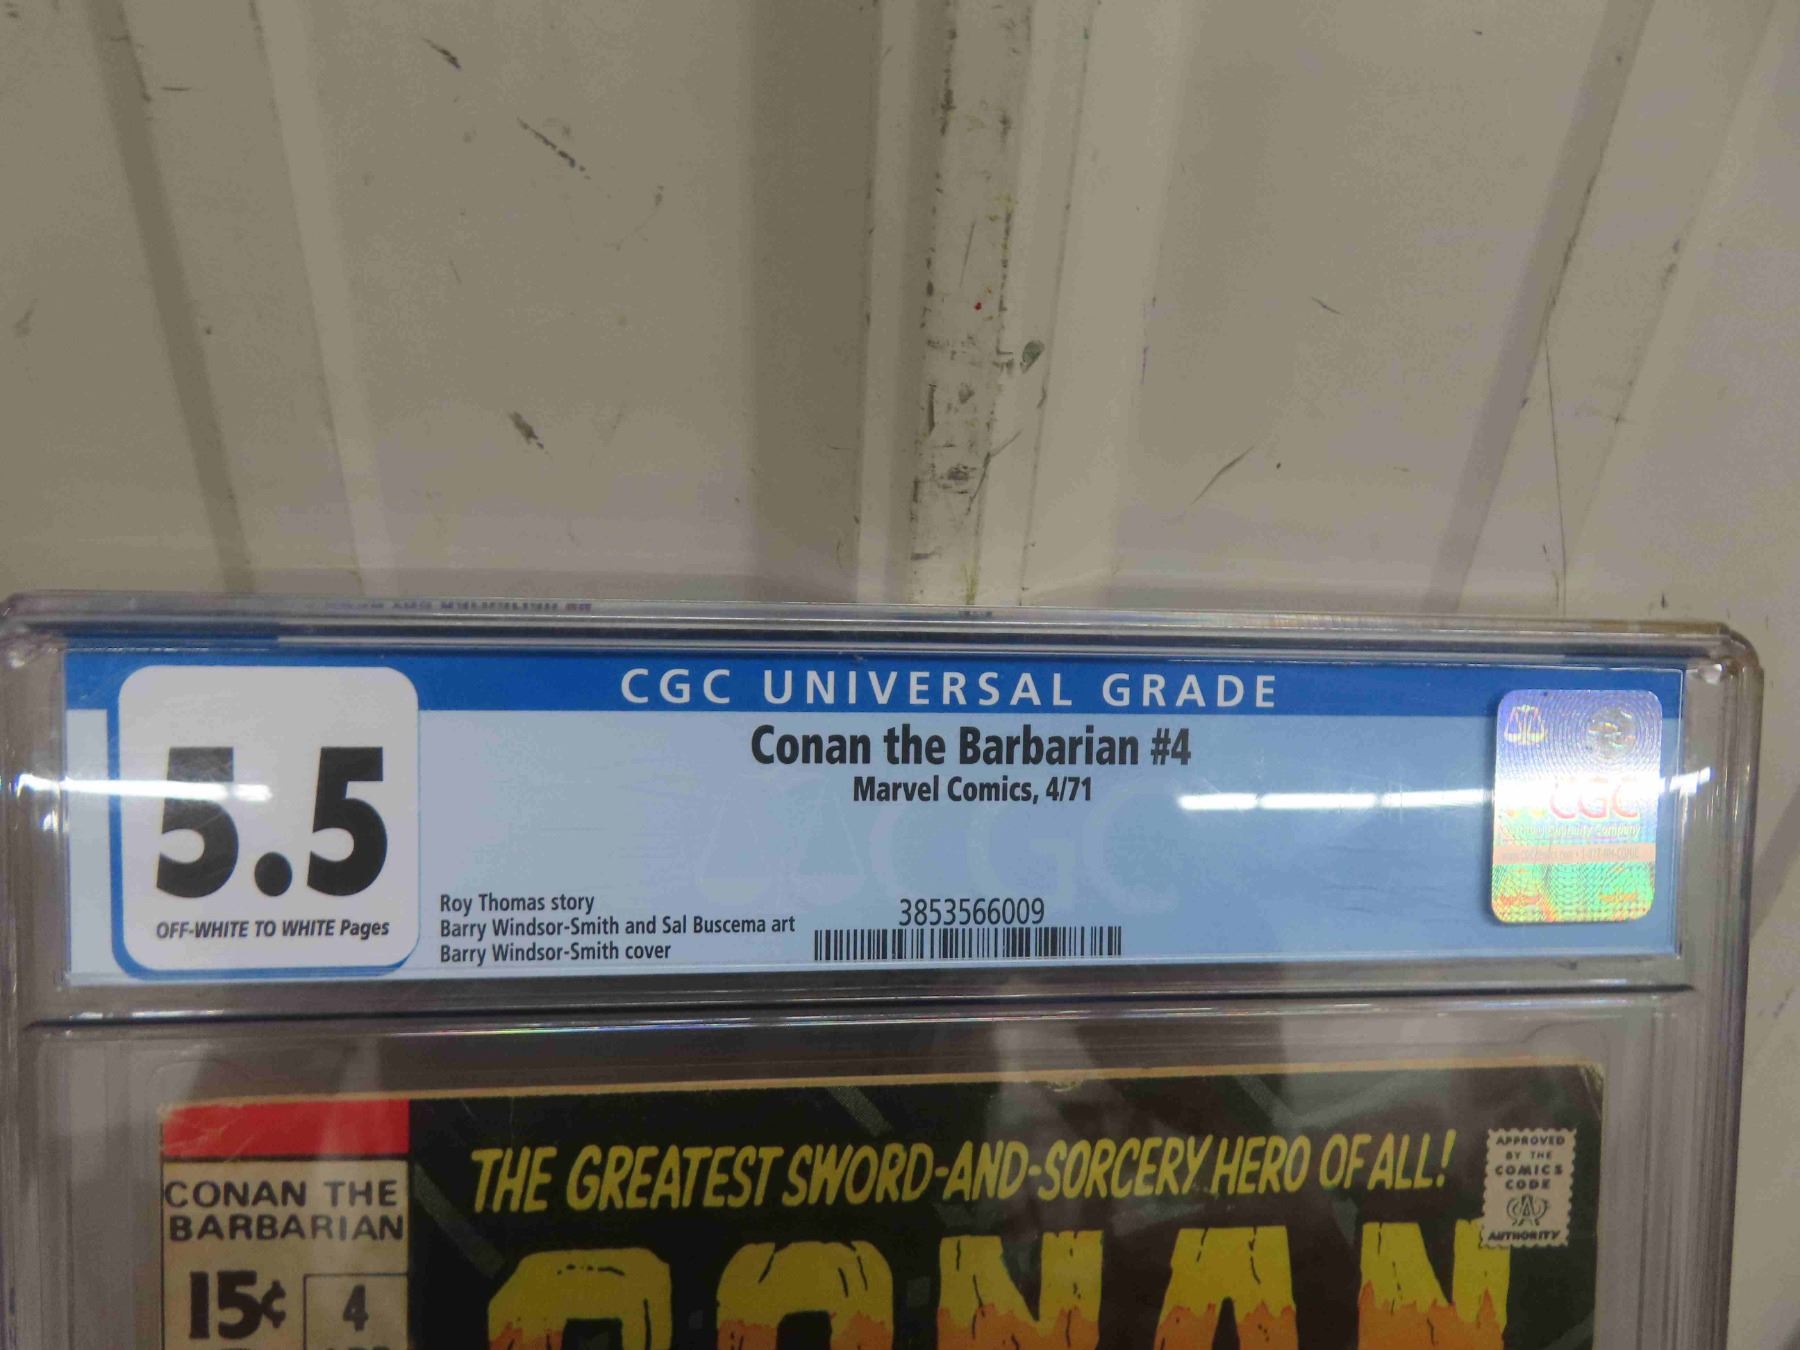 CGC UNIVERSAL GRADE
5.5
OFF-WHITE TO WHITE Pages
Conan the Barbarian #4
Marvel Comics, 4/71
Roy Thomas story
Barry Windsor-Smith and Sal Buscema art
Barry Windsor-Smith cover
3853566009
CGC
CONAN THE
BARBARIAN
15¢
4
THE GREATEST SWORD-AND-SORCERY HERO OF ALL!
CONAN
APPROVED
BY THE
COMICS
CODE
AUTHORITY